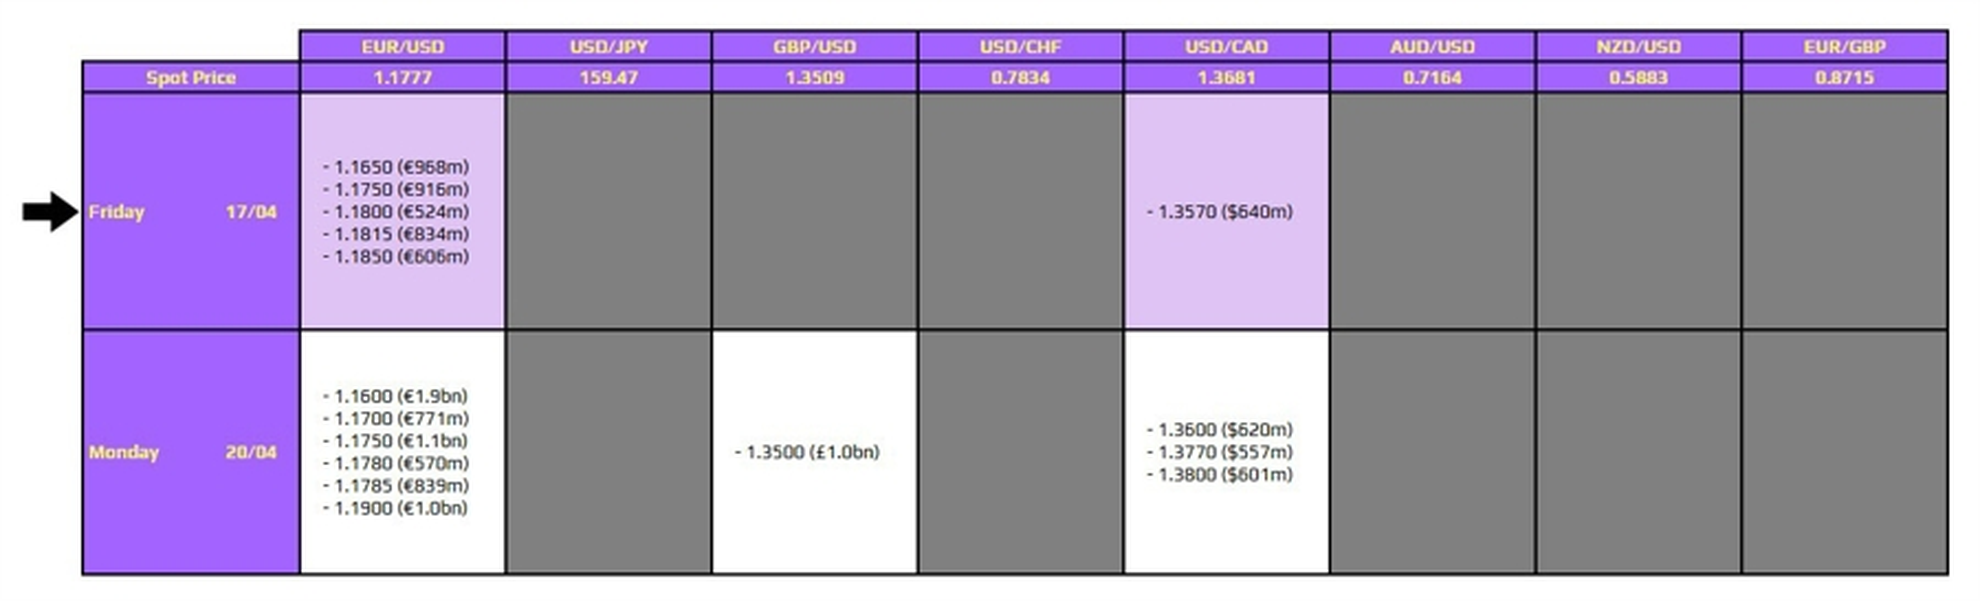 EUR/USD USD/JPY GBP/USD USD/CHF USD/CAD AUD/USD NZD/USD EUR/GBP
Spot Price 1.1777 159.47 1.3509 0.7834 1.3681 0.7164 0.5883 0.8715
Friday 17/04
- 1.1650 (€968m)
- 1.1750 (€916m)
- 1.1800 (€524m)
- 1.1815 (€834m)
- 1.1850 (€606m)
- 1.3570 ($640m)
Monday 20/04
- 1.1600 (€1.9bn)
- 1.1700 (€771m)
- 1.1750 (€1.1bn)
- 1.1780 (€570m)
- 1.1785 (€839m)
- 1.1900 (€1.0bn)
- 1.3500 (£1.0bn)
- 1.3600 ($620m)
- 1.3770 ($557m)
- 1.3800 ($601m)